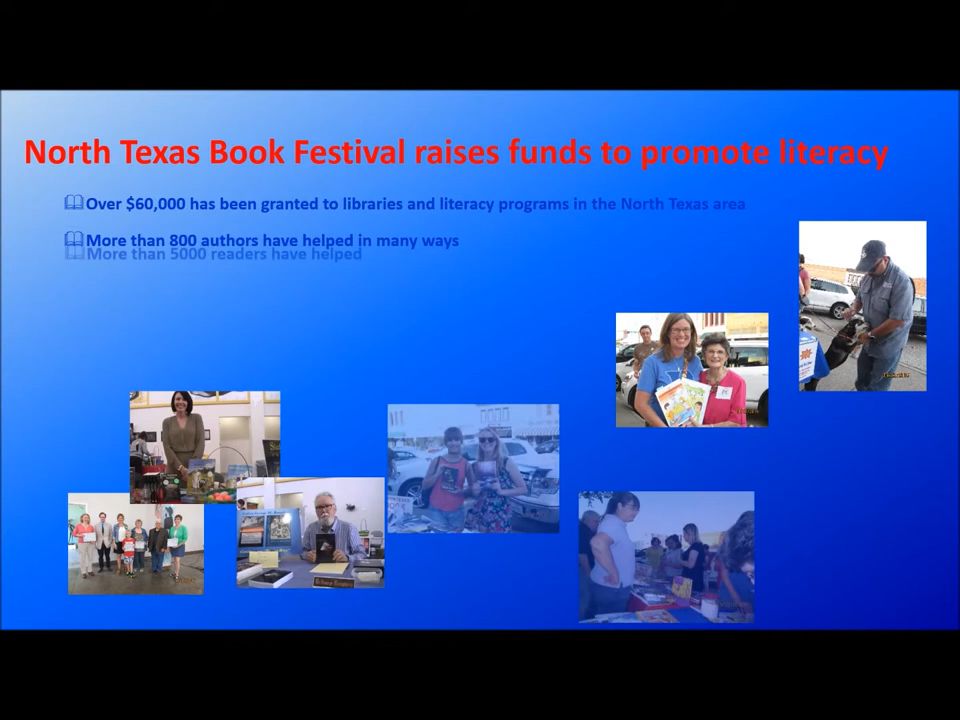 North Texas Book Festival raises funds to promote literacy
Over $60,000 has been granted to libraries and literacy programs in the North Texas area
More than 800 authors have helped in many ways
More than 5000 readers have helped